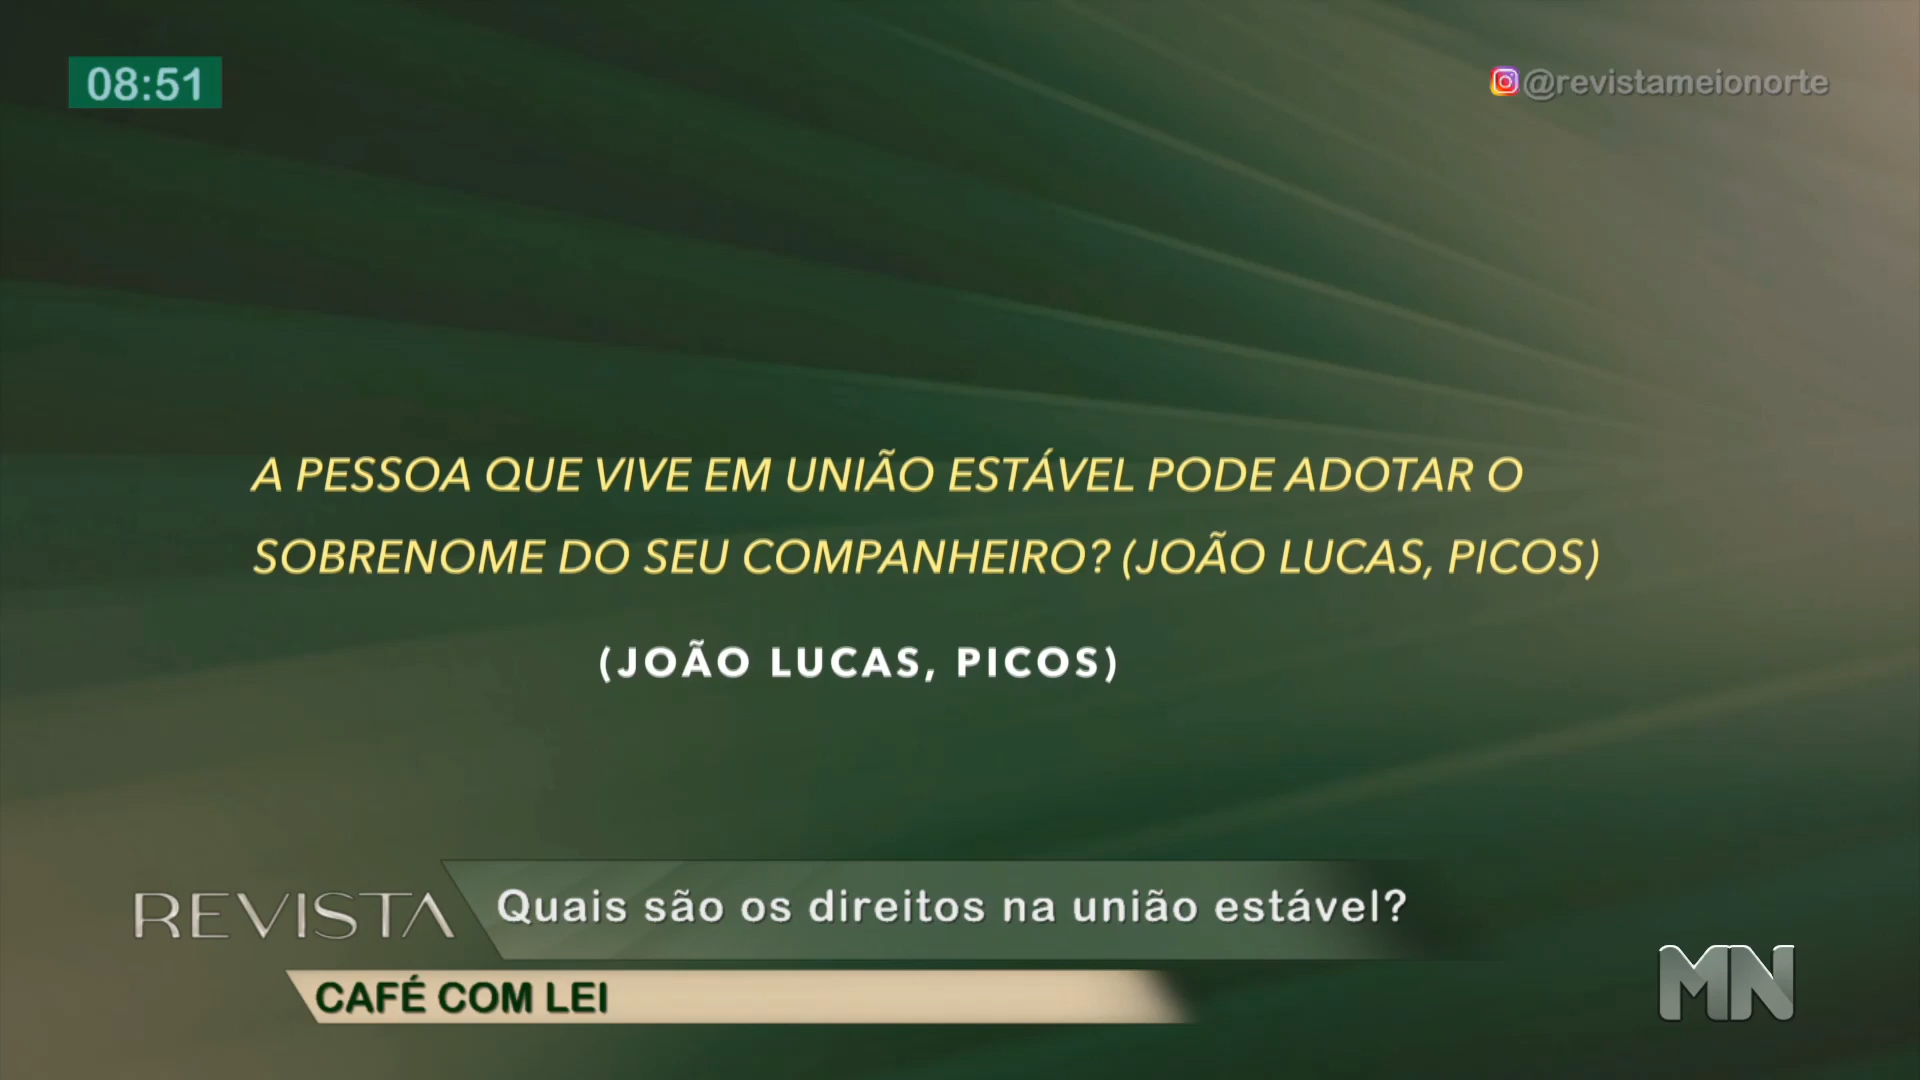 08:51
@revistameionorte
A PESSOA QUE VIVE EM UNIÃO ESTÁVEL PODE ADOTAR O
SOBRENOME DO SEU COMPANHEIRO? (JOÃO LUCAS, PICOS)
(JOÃO LUCAS, PICOS)
REVISTA
Quais são os direitos na união estável?
CAFÉ COM LEI
MN